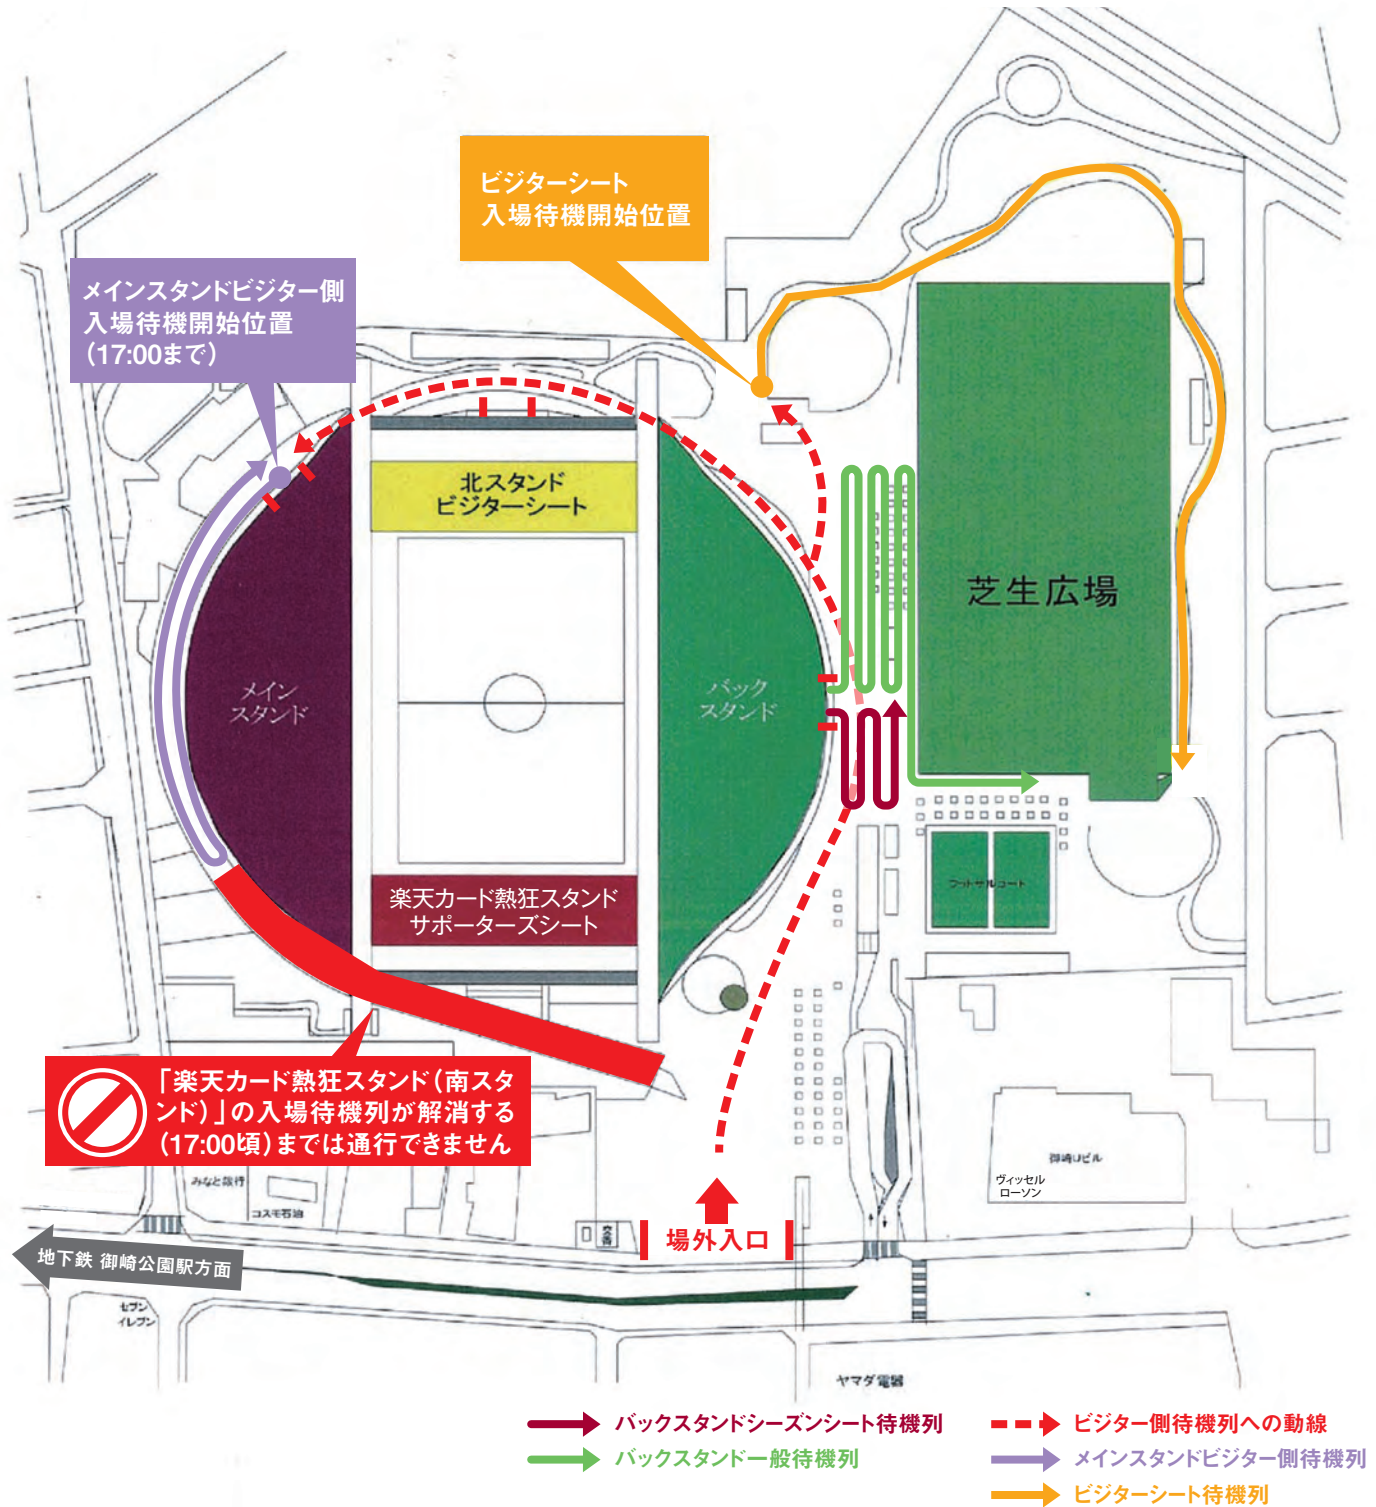 ビジターシート
入場待機開始位置
メインスタンドビジター側
入場待機開始位置
(17:00まで)
北スタンド
ビジターシート
芝生広場
メイン
スタンド
バック
スタンド
楽天カード熱狂スタンド
サポーターズシート
フットサルコート
「楽天カード熱狂スタンド(南スタ
ンド)」の入場待機列が解消する
(17:00頃)までは通行できません
みなと銀行
コスモ石油
交番
場外入口
御崎Uビル
ヴィッセル
ローソン
地下鉄 御崎公園駅方面
セブン
イレブン
ヤマダ電器
バックスタンドシーズンシート待機列
バックスタンド一般待機列
ビジター側待機列への動線
メインスタンドビジター側待機列
ビジターシート待機列